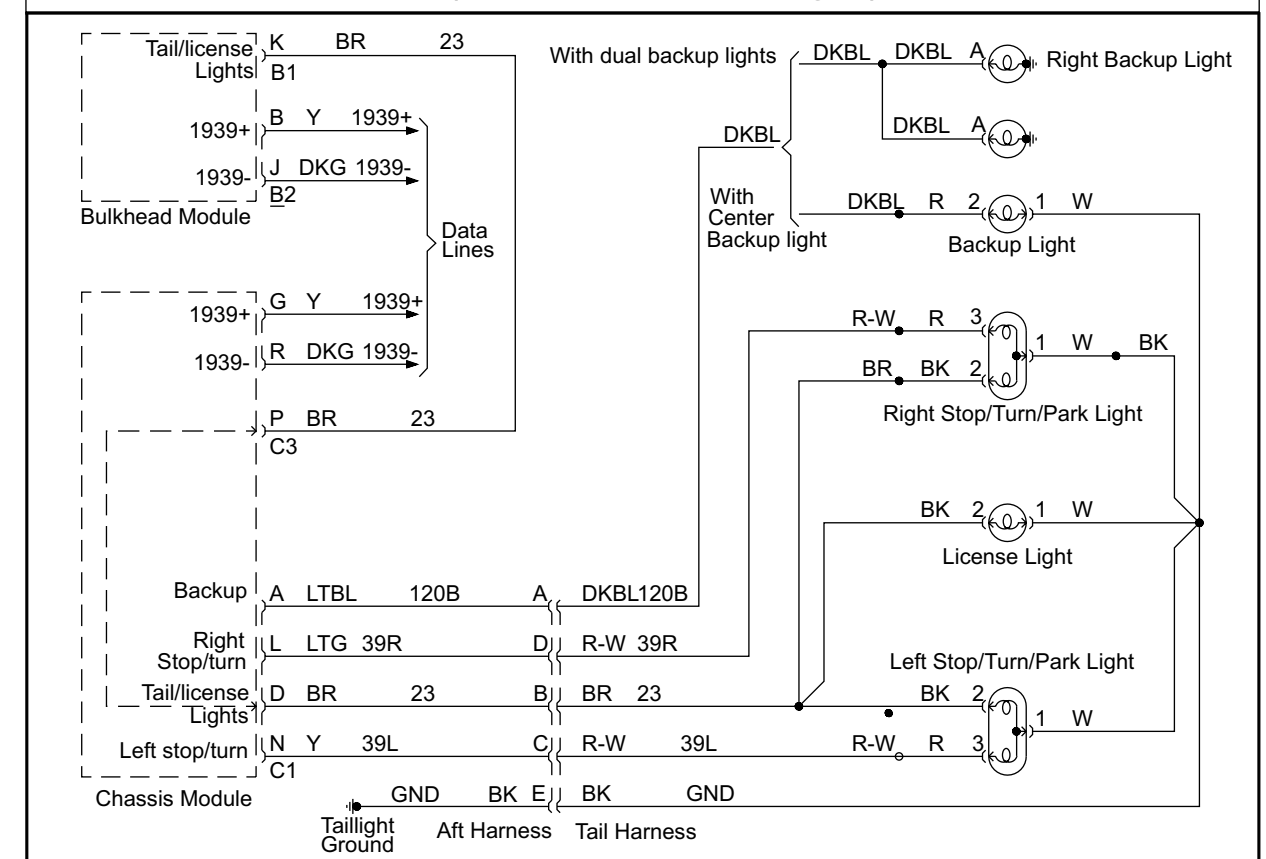 Tail/license Lights K BR 23
B1
1939+ B Y 1939+
1939- J DKG 1939-
B2
Bulkhead Module
Data
Lines
1939+ G Y 1939+
1939- R DKG 1939-
P BR 23
C3
Backup A LTBL 120B A DKBL120B
Right
Stop/turn L LTG 39R D R-W 39R
Tail/license
Lights D BR 23 B BR 23
Left stop/turn N Y 39L C R-W 39L
C1
Chassis Module
GND BK E BK GND
Taillight
Ground
Aft Harness Tail Harness
With dual backup lights DKBL DKBL A Right Backup Light
DKBL A
DKBL
With
Center
Backup light
DKBL R 2 1 W
Backup Light
R-W R 3
1 W BK
BR BK 2
Right Stop/Turn/Park Light
BK 2 1 W
License Light
Left Stop/Turn/Park Light
BK 2
1 W
R-W R 3